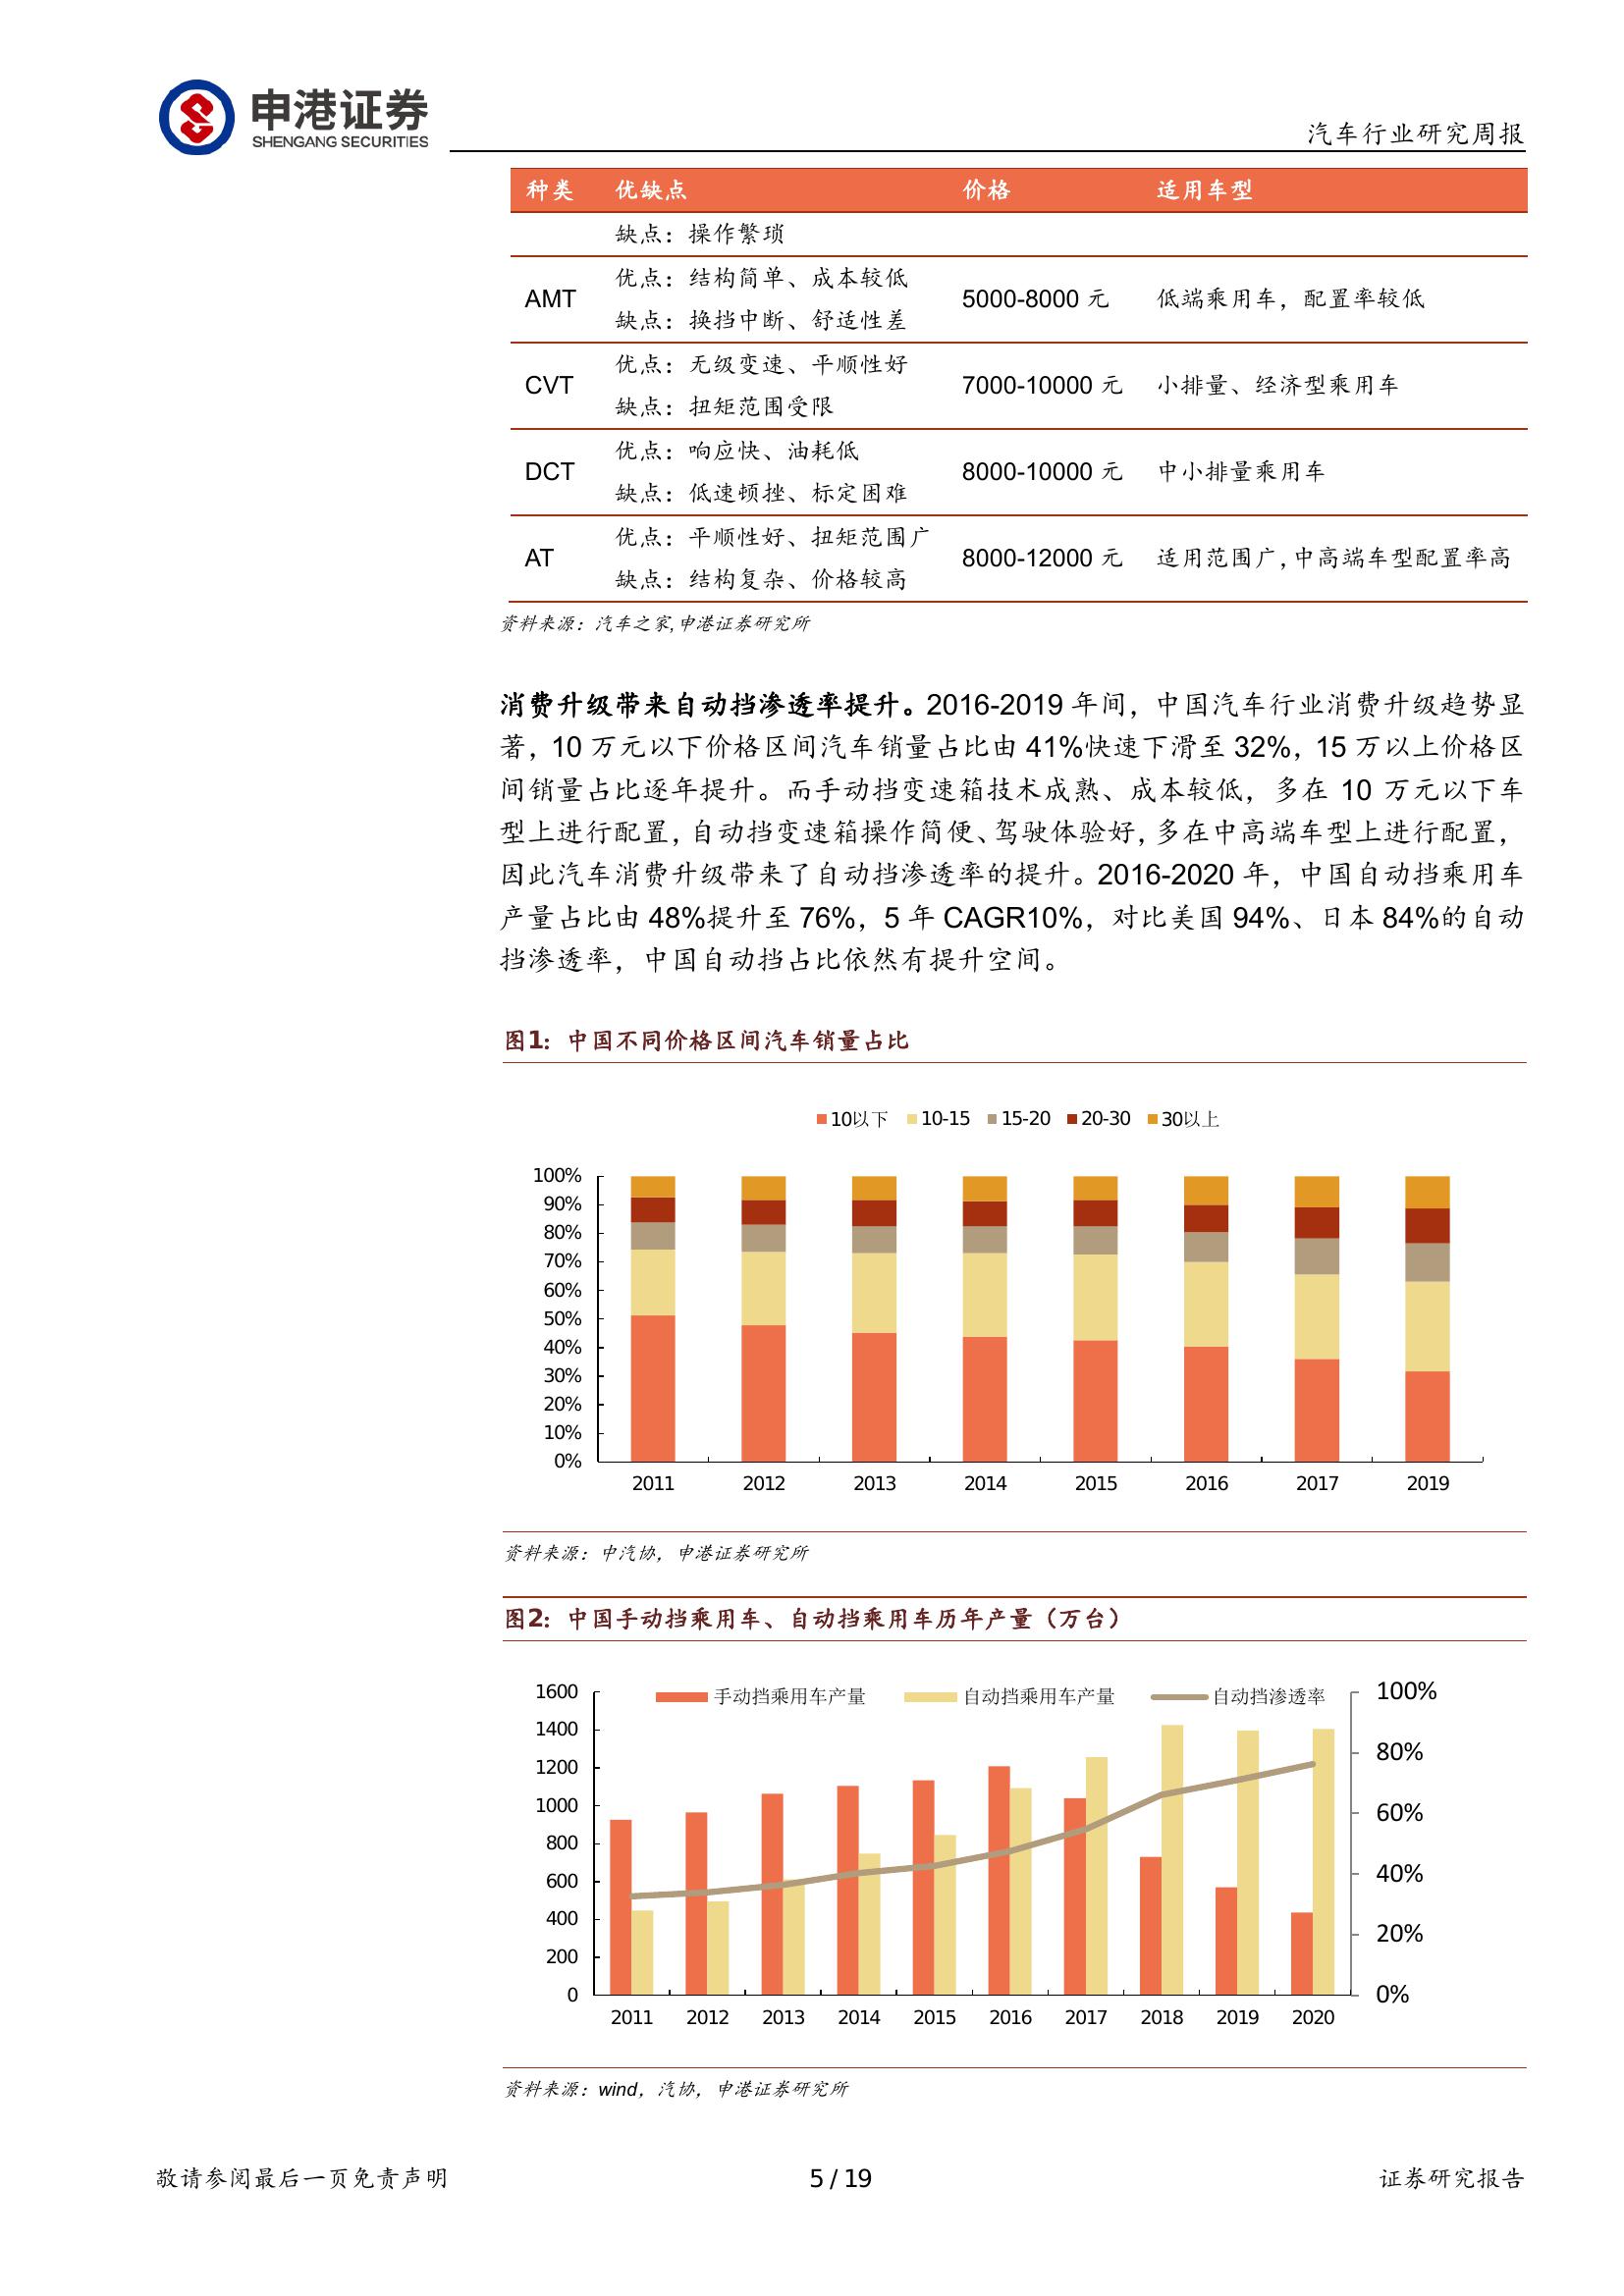 申港证券
SHENGANG SECURITIES
汽车行业研究周报
种类 优缺点 价格 适用车型
缺点：操作繁琐
AMT 优点：结构简单、成本较低 5000-8000 元 低端乘用车，配置率较低
缺点：换挡中断、舒适性差
CVT 优点：无级变速、平顺性好 7000-10000 元 小排量、经济型乘用车
缺点：扭矩范围受限
DCT 优点：响应快、油耗低 8000-10000 元 中小排量乘用车
缺点：低速顿挫、标定困难
AT 优点：平顺性好、扭矩范围广 8000-12000 元 适用范围广，中高端车型配置率高
缺点：结构复杂、价格较高
资料来源：汽车之家,申港证券研究所
消费升级带来自动挡渗透率提升。2016-2019 年间，中国汽车行业消费升级趋势显
著，10 万元以下价格区间汽车销量占比由 41%快速下滑至 32%，15 万以上价格区
间销量占比逐年提升。而手动挡变速箱技术成熟、成本较低，多在 10 万元以下车
型上进行配置，自动挡变速箱操作简便、驾驶体验好，多在中高端车型上进行配置，
因此汽车消费升级带来了自动挡渗透率的提升。2016-2020 年，中国自动挡乘用车
产量占比由 48%提升至 76%，5 年 CAGR10%，对比美国 94%、日本 84%的自动
挡渗透率，中国自动挡占比依然有提升空间。
图1：中国不同价格区间汽车销量占比
10以下 10-15 15-20 20-30 30以上
100%
90%
80%
70%
60%
50%
40%
30%
20%
10%
0%
2011 2012 2013 2014 2015 2016 2017 2019
资料来源：中汽协，申港证券研究所
图2：中国手动挡乘用车、自动挡乘用车历年产量（万台）
手动挡乘用车产量 自动挡乘用车产量 自动挡渗透率
1600
1400
1200
1000
800
600
400
200
0
100%
80%
60%
40%
20%
0%
2011 2012 2013 2014 2015 2016 2017 2018 2019 2020
资料来源：wind，汽协，申港证券研究所
敬请参阅最后一页免责声明 5 / 19 证券研究报告